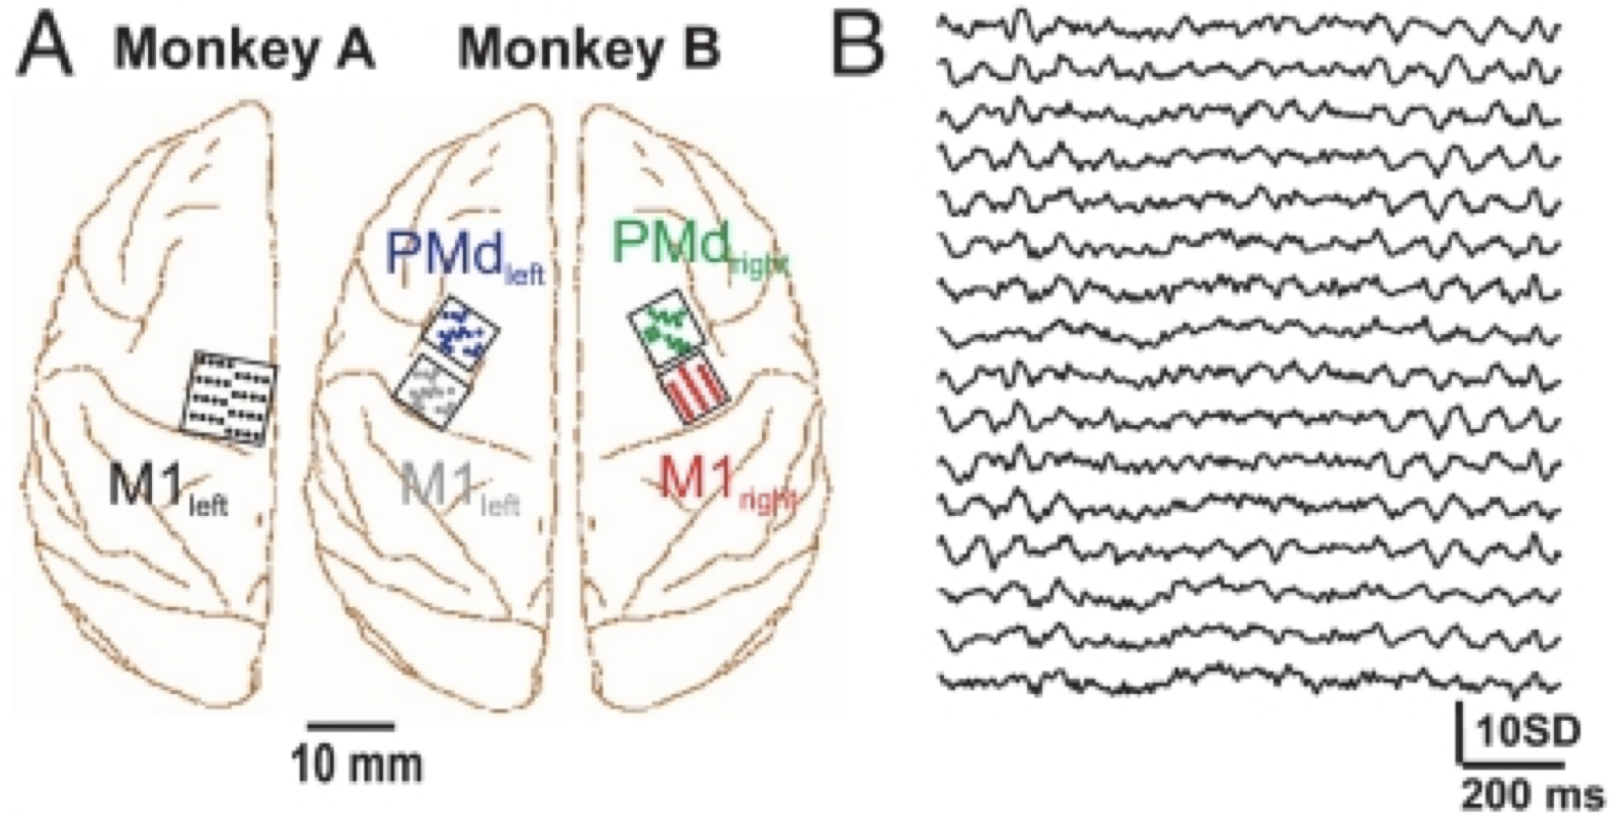 A Monkey A Monkey B B
PMd left PMd right
M1 left M1 left M1 right
10 mm
10SD
200 ms